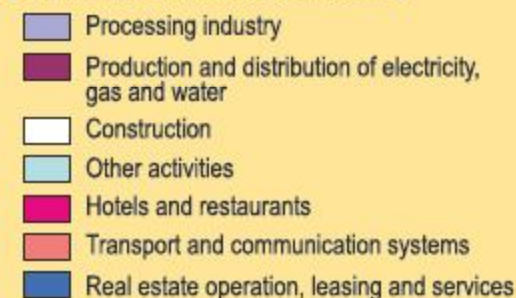 Processing industry
Production and distribution of electricity,
gas and water
Construction
Other activities
Hotels and restaurants
Transport and communication systems
Real estate operation, leasing and services